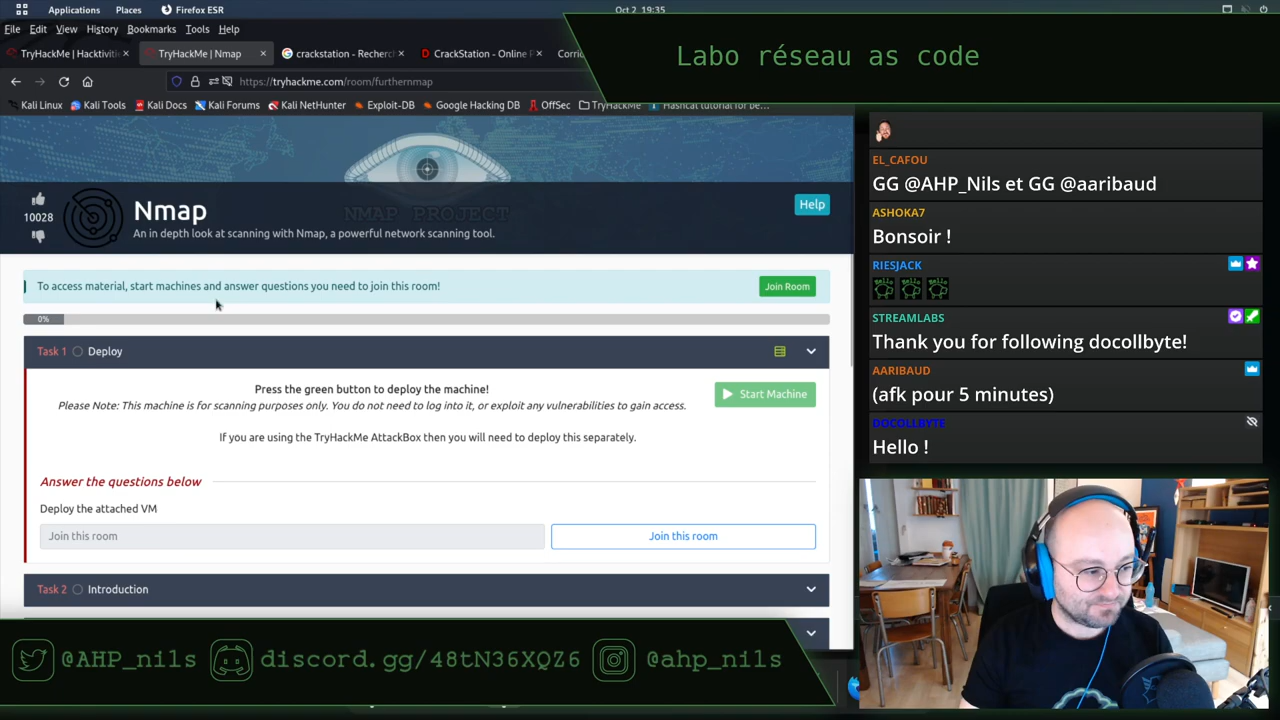 Applications Places Firefox ESR
Oct 2 19:35
File Edit View History Bookmarks Tools Help
TryHackMe | Hacktiviti
TryHackMe | Nmap
crackstation - Recherc
CrackStation - Online P
Corri
https://tryhackme.com/room/furthernmap
Kali Linux Kali Tools Kali Docs Kali Forums Kali NetHunter Exploit-DB Google Hacking DB OffSec TryHackMe Hashcat tutorial for be…
Labo réseau as code
NMAP PROJECT
10028
Nmap
An in depth look at scanning with Nmap, a powerful network scanning tool.
Help
To access material, start machines and answer questions you need to join this room!
Join Room
0%
Task 1 Deploy
Press the green button to deploy the machine!
Start Machine
Please Note: This machine is for scanning purposes only. You do not need to log into it, or exploit any vulnerabilities to gain access.
If you are using the TryHackMe AttackBox then you will need to deploy this separately.
Answer the questions below
Deploy the attached VM
Join this room
Join this room
Task 2 Introduction
EL_CAFOU
GG @AHP_Nils et GG @aaribaud
ASHOKA7
Bonsoir !
RIESJACK
STREAMLABS
Thank you for following docollbyte!
AARIBAUD
(afk pour 5 minutes)
DOCOLLBYTE
Hello !
@AHP_nils discord.gg/48tN36XQZ6 @ahp_nils